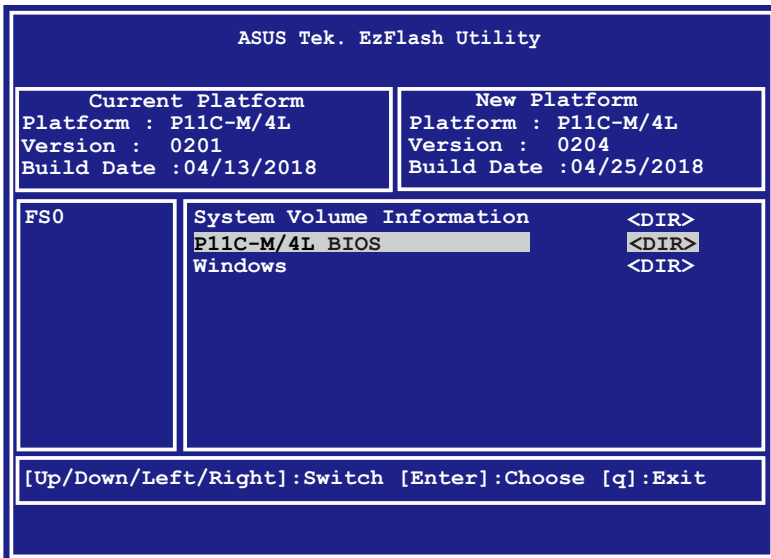 ASUS Tek. EzFlash Utility
Current Platform
Platform : P11C-M/4L
Version : 0201
Build Date :04/13/2018
New Platform
Platform : P11C-M/4L
Version : 0204
Build Date :04/25/2018
FS0
System Volume Information <DIR>
P11C-M/4L BIOS <DIR>
Windows <DIR>
[Up/Down/Left/Right]:Switch [Enter]:Choose [q]:Exit